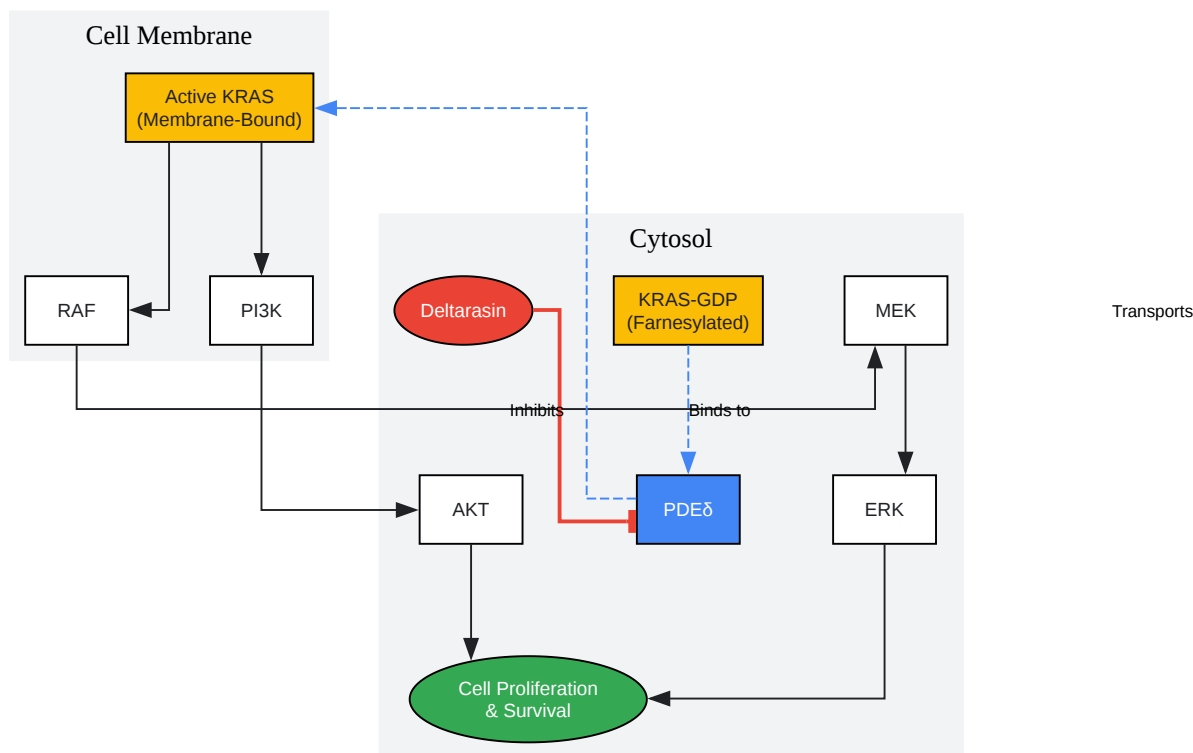 Cell Membrane
Active KRAS
(Membrane-Bound)
Cytosol
RAF
PI3K
Deltarasin
KRAS-GDP
(Farnesylated)
MEK
Transports
Inhibits
Binds to
AKT
PDEδ
ERK
Cell Proliferation
& Survival